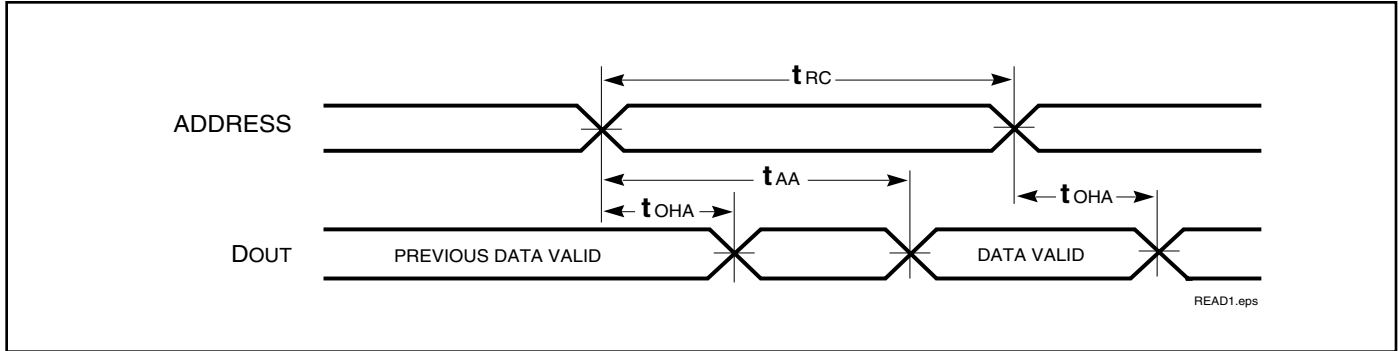 tRC
ADDRESS
tAA
tOHA
tOHA
DOUT
PREVIOUS DATA VALID
DATA VALID
READ1.eps